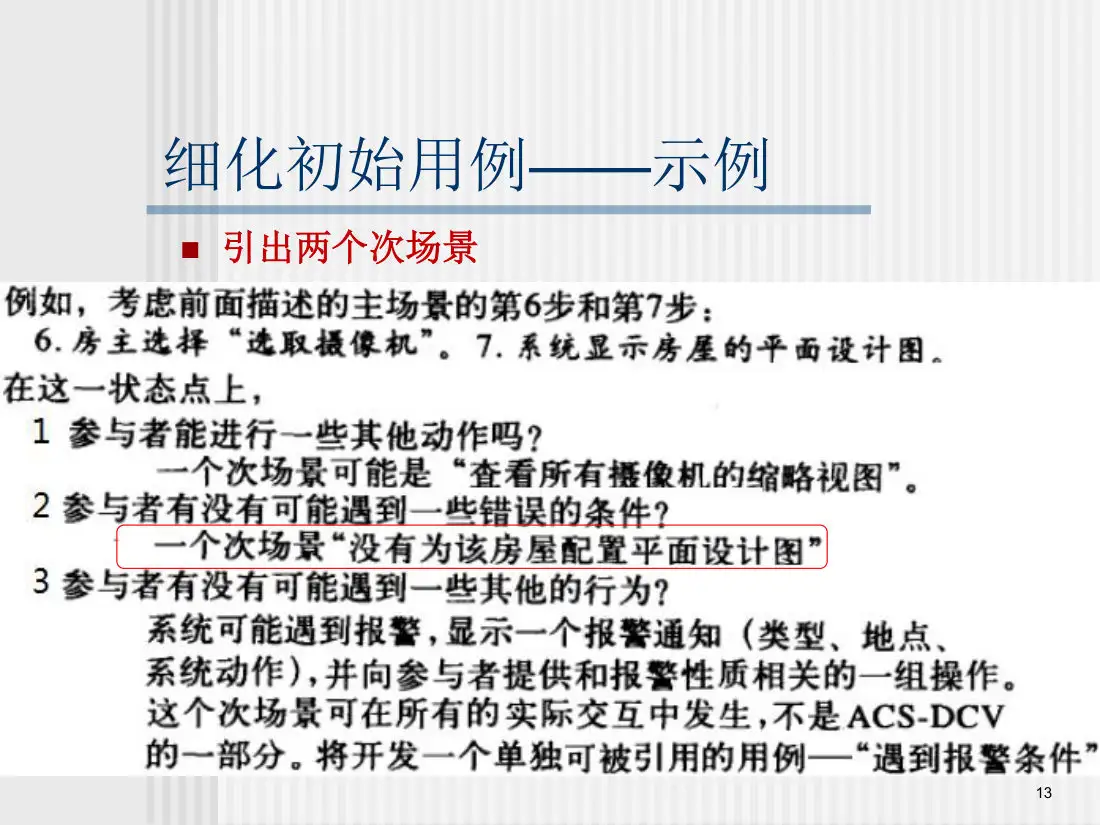 细化初始用例——示例
引出两个次场景
例如，考虑前面描述的主场景的第6步和第7步：
6. 房主选择“选取摄像机”。7. 系统显示房屋的平面设计图。
在这一状态点上，
1 参与者能进行一些其他动作吗？
一个次场景可能是“查看所有摄像机的缩略视图”。
2 参与者有没有可能遇到一些错误的条件？
一个次场景“没有为该房屋配置平面设计图”
3 参与者有没有可能遇到一些其他的行为？
系统可能遇到报警，显示一个报警通知（类型、地点、
系统动作），并向参与者提供和报警性质相关的一组操作。
这个次场景可在所有的实际交互中发生，不是ACS-DCV
的一部分。将开发一个单独可被引用的用例——“遇到报警条件”
13